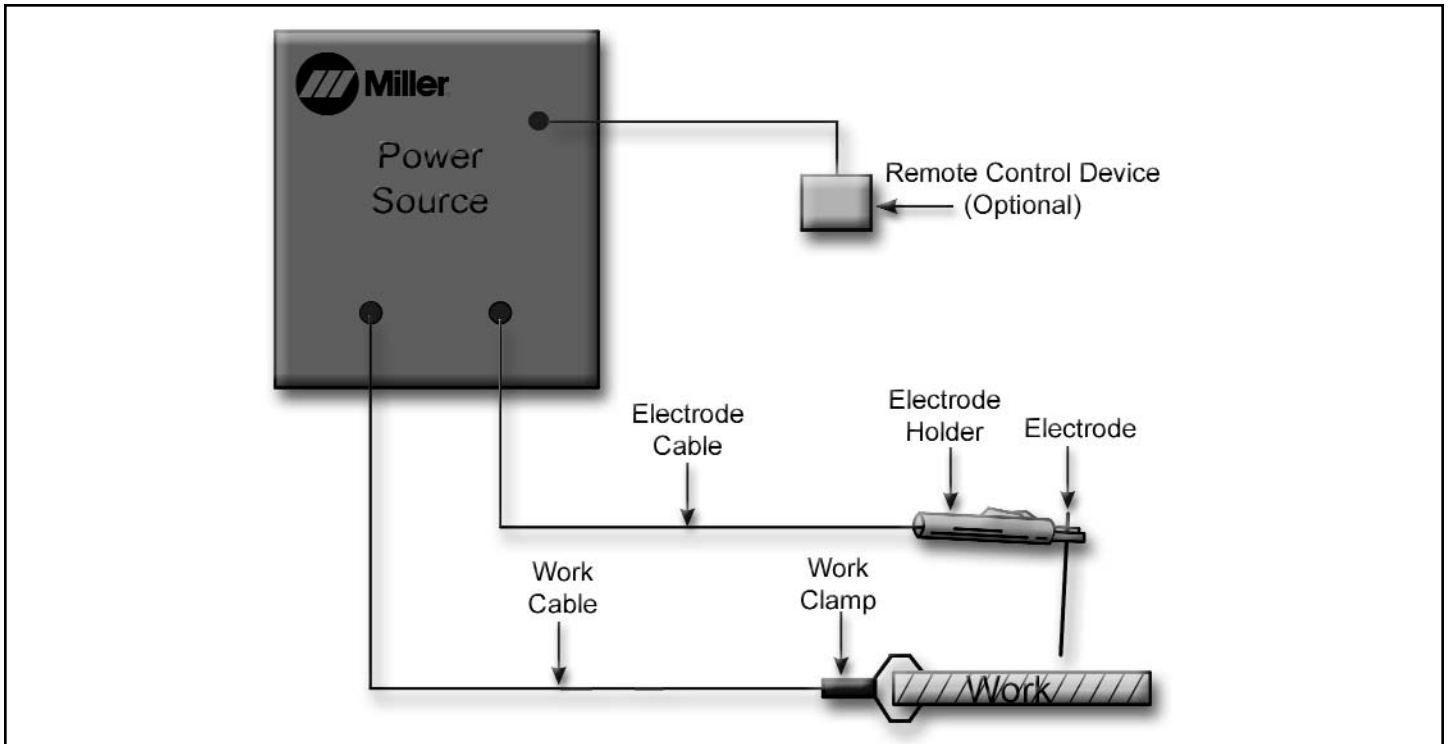 Miller
Power
Source
Remote Control Device
(Optional)
Electrode
Cable
Electrode
Holder
Electrode
Work
Cable
Work
Clamp
Work